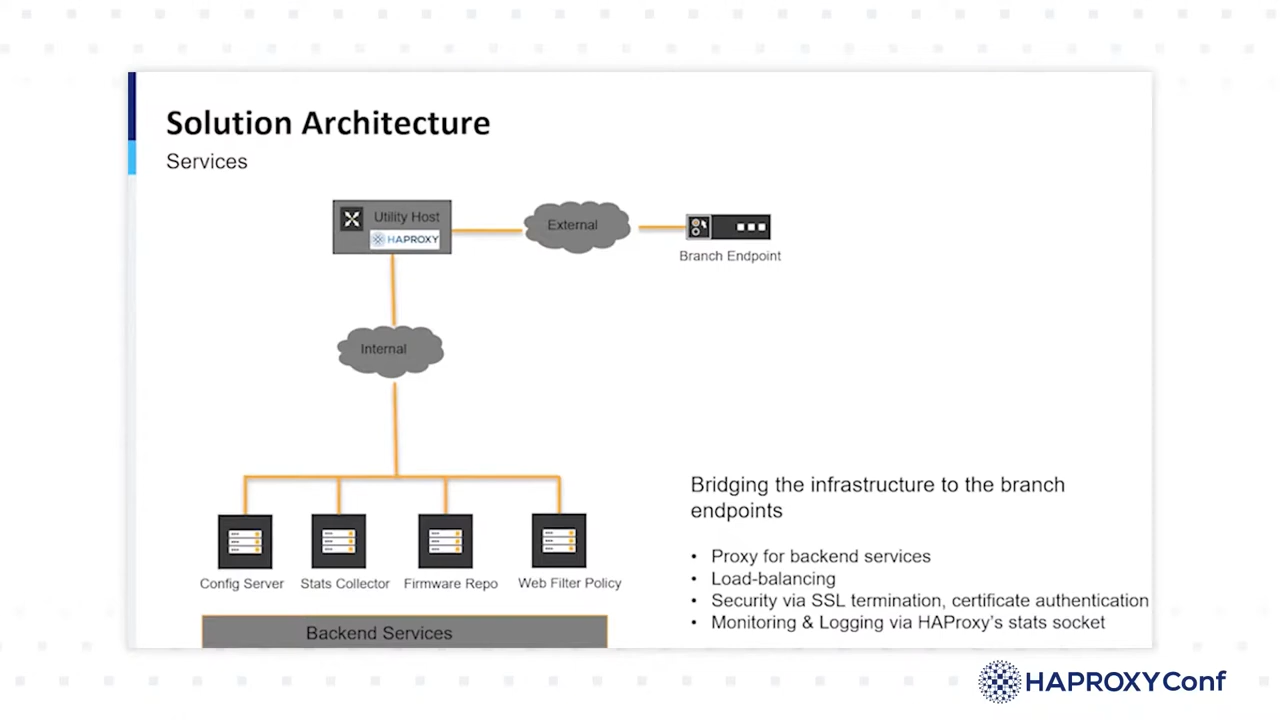 Solution Architecture
Services
Utility Host
HAPROXY
External
Branch Endpoint
Internal
Config Server
Stats Collector
Firmware Repo
Web Filter Policy
Backend Services
Bridging the infrastructure to the branch
endpoints
• Proxy for backend services
• Load-balancing
• Security via SSL termination, certificate authentication
• Monitoring & Logging via HAProxy's stats socket
HAPROXYConf